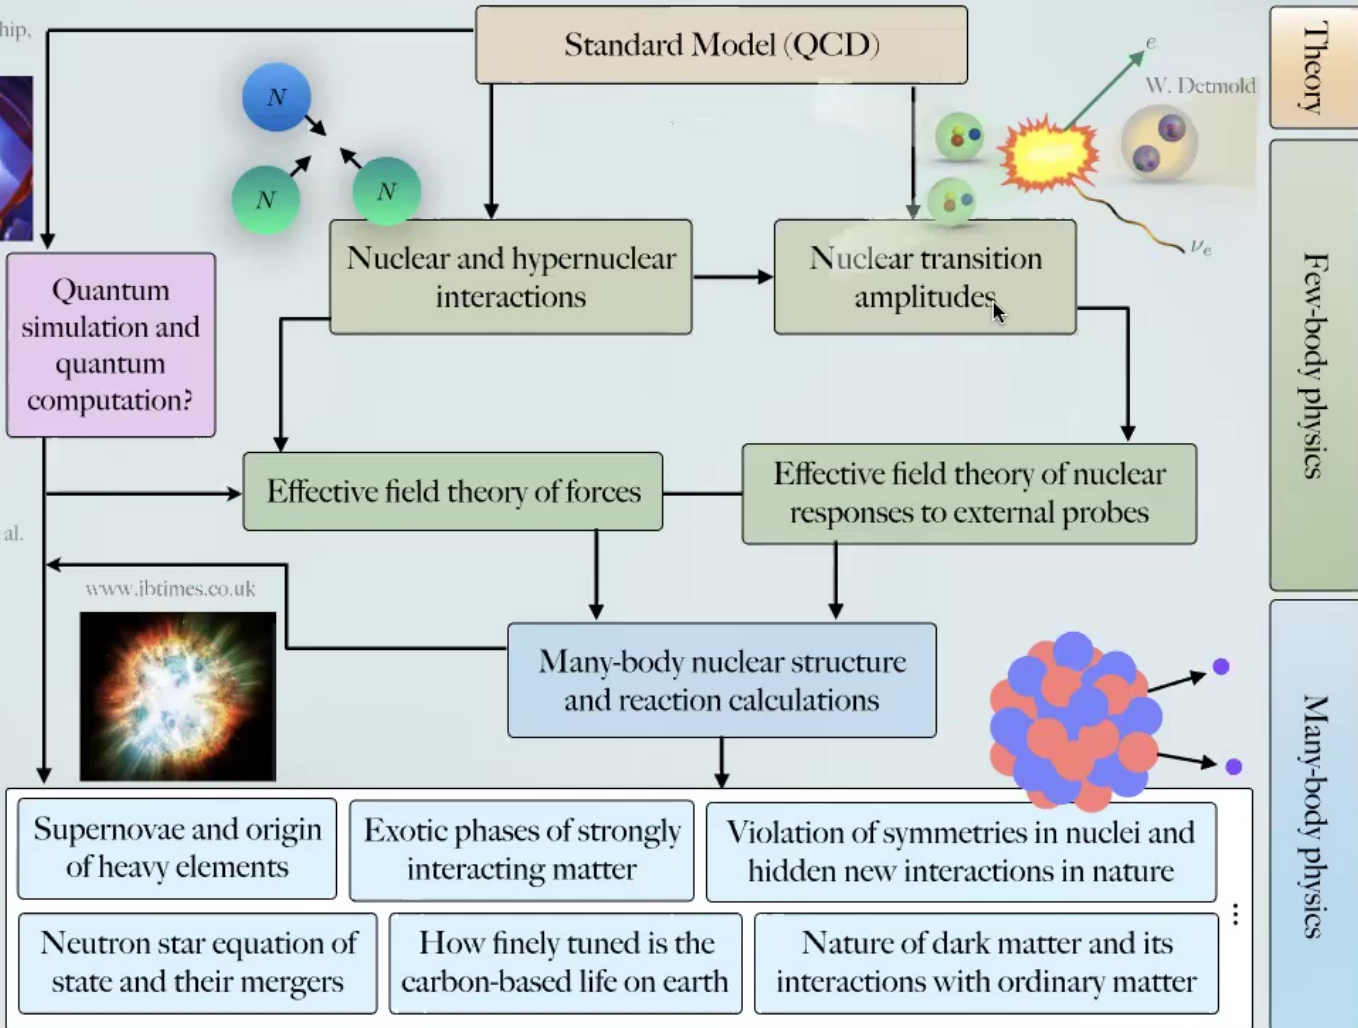 hip,
Standard Model (QCD)
Theory
e
W. Detmold
N
N
N
ν_e
Nuclear and hypernuclear
interactions
Nuclear transition
amplitudes
Quantum
simulation and
quantum
computation?
Few-body physics
Effective field theory of forces
Effective field theory of nuclear
responses to external probes
al.
www.ibtimes.co.uk
Many-body nuclear structure
and reaction calculations
Many-body physics
Supernovae and origin
of heavy elements
Exotic phases of strongly
interacting matter
Violation of symmetries in nuclei and
hidden new interactions in nature
⋮
Neutron star equation of
state and their mergers
How finely tuned is the
carbon-based life on earth
Nature of dark matter and its
interactions with ordinary matter